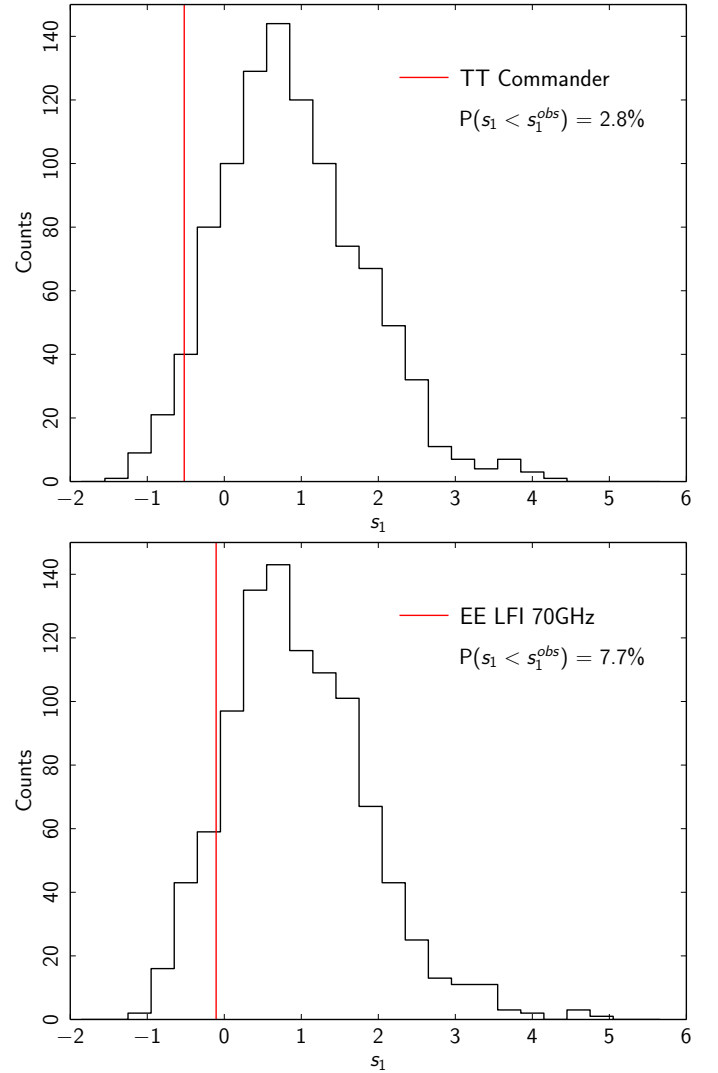 140
120
100
80
60
40
20
0
Counts
TT Commander
P(s₁ < s₁ᵒᵇˢ) = 2.8%
−2 −1 0 1 2 3 4 5 6
s₁
140
120
100
80
60
40
20
0
Counts
EE LFI 70GHz
P(s₁ < s₁ᵒᵇˢ) = 7.7%
−2 −1 0 1 2 3 4 5 6
s₁